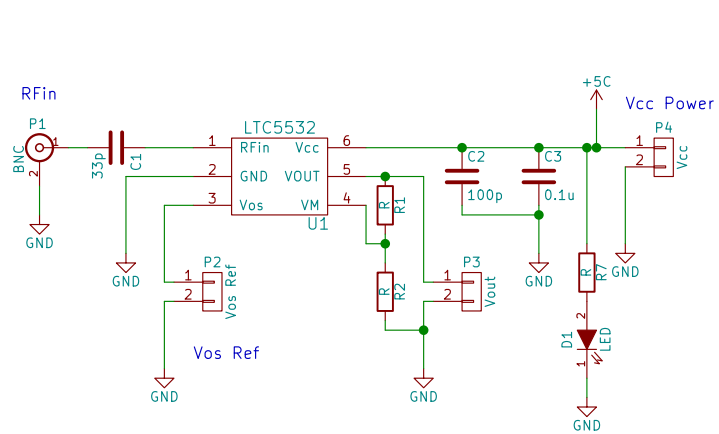 +5C
RFin
Vcc Power
P1
LTC5532
P4
1
BNC
2
33p
C1
1
RFin
Vcc
6
C2
C3
1
2
Vcc
2
GND
VOUT
5
100p
0.1u
3
Vos
VM
4
R
R1
U1
GND
GND
P2
1
2
Vos Ref
R
R2
P3
1
2
Vout
GND
R
R7
GND
Vos Ref
2
D1
LED
1
GND
GND
GND